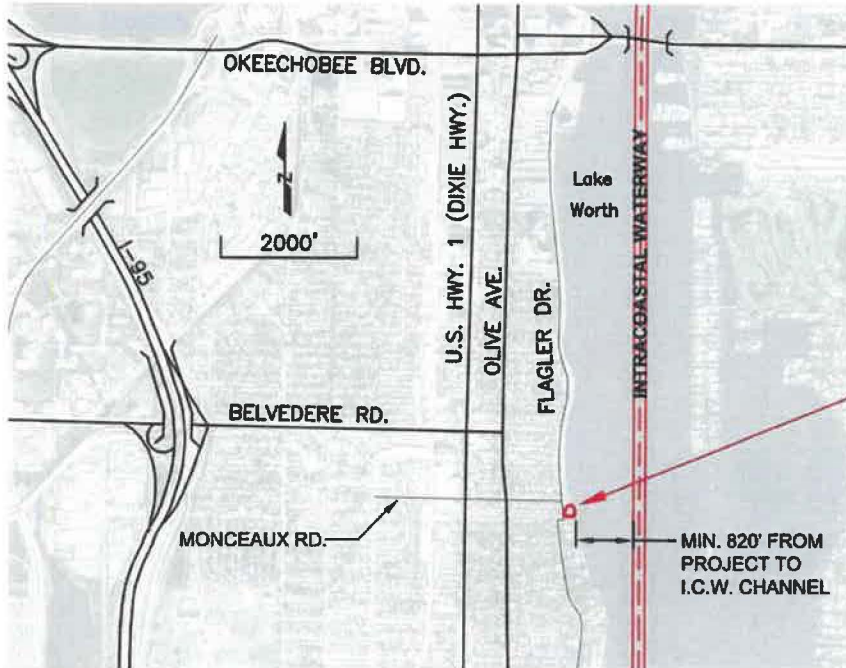 OKEECHOBEE BLVD.
N
2000'
I-95
U.S. HWY. 1 (DIXIE HWY.)
OLIVE AVE.
FLAGLER DR.
Lake
Worth
INTRACOASTAL WATERWAY
BELVEDERE RD.
MONCEAUX RD.
MIN. 820' FROM
PROJECT TO
I.C.W. CHANNEL